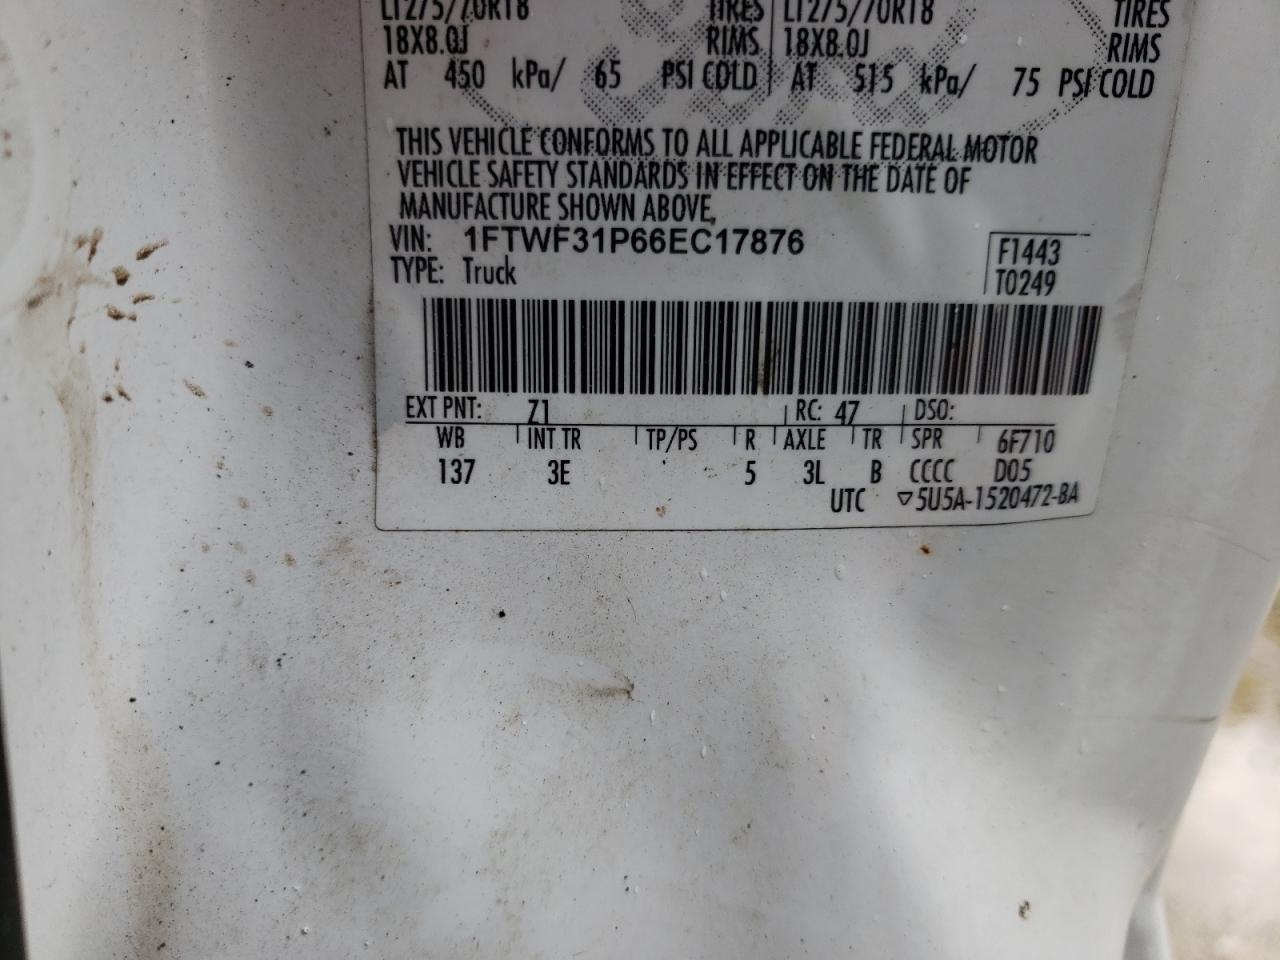 LT275/70R18 TIRES LT275/70R18 TIRES
18X8.0J RIMS 18X8.0J RIMS
AT 450 kPa/ 65 PSI COLD AT 515 kPa/ 75 PSI COLD
THIS VEHICLE CONFORMS TO ALL APPLICABLE FEDERAL MOTOR
VEHICLE SAFETY STANDARDS IN EFFECT ON THE DATE OF
MANUFACTURE SHOWN ABOVE,
VIN: 1FTWF31P66EC17876
TYPE: Truck
F1443
T0249
EXT PNT: Z1 RC: 47 DSO:
WB INT TR TP/PS R AXLE TR SPR 6F710
137 3E 5 3L B CCCC D05
UTC ▽5U5A-1520472-BA